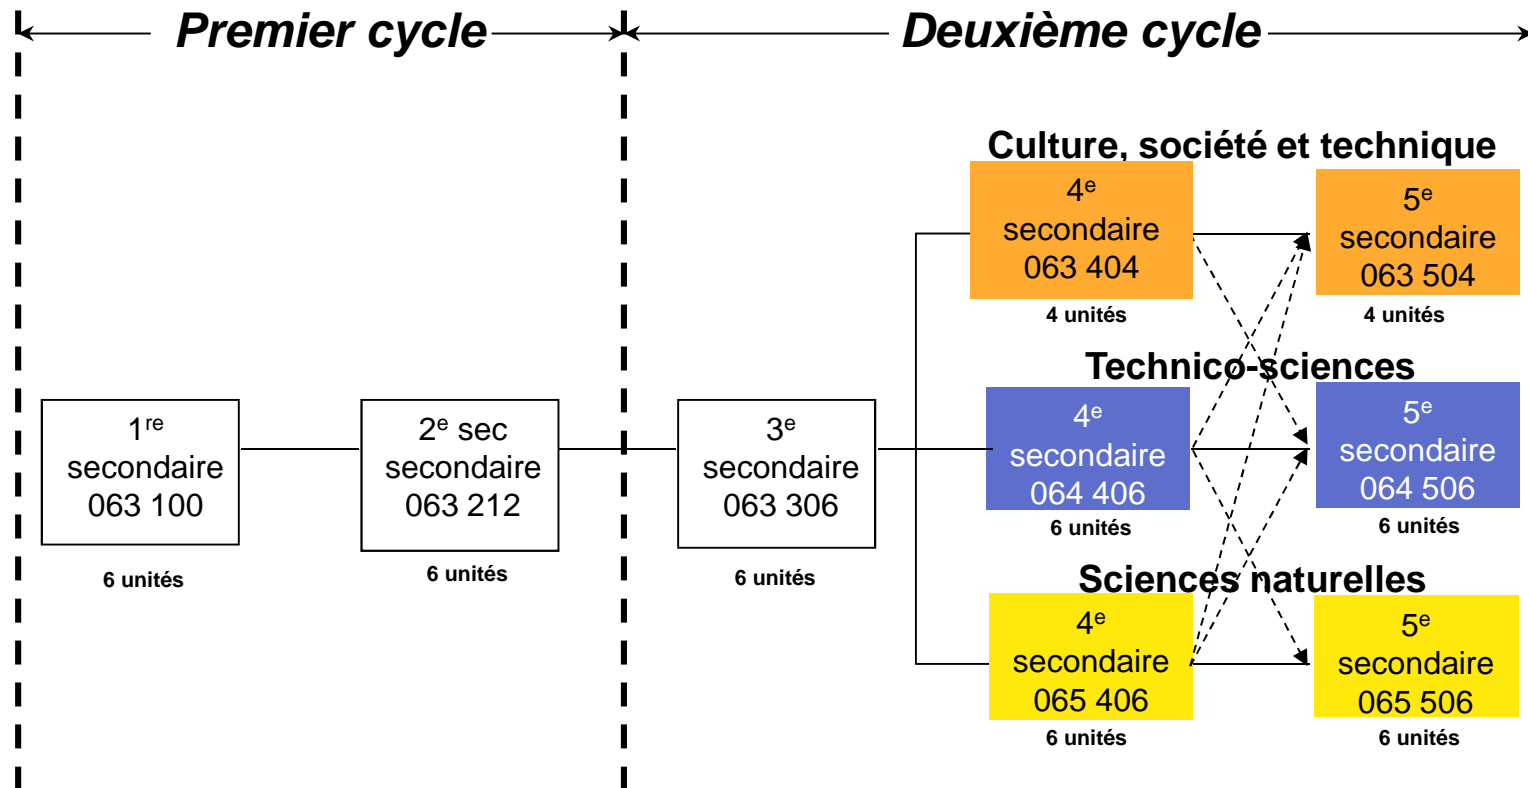 Premier cycle
Deuxième cycle
Culture, société et technique
4e
secondaire
063 404
4 unités
5e
secondaire
063 504
4 unités
Technico-sciences
1re
secondaire
063 100
6 unités
2e sec
secondaire
063 212
6 unités
3e
secondaire
063 306
6 unités
4e
secondaire
064 406
6 unités
5e
secondaire
064 506
6 unités
Sciences naturelles
4e
secondaire
065 406
6 unités
5e
secondaire
065 506
6 unités